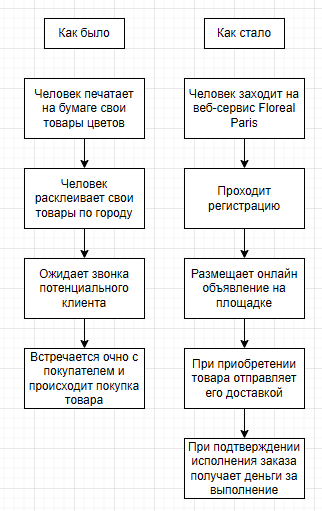 Как было
Человек печатает
на бумаге свои
товары цветов
Человек
расклеивает свои
товары по городу
Ожидает звонка
потенциального
клиента
Встречается очно с
покупателем и
происходит покупка
товара
Как стало
Человек заходит на
веб-сервис Floreal
Paris
Проходит
регистрацию
Размещает онлайн
объявление на
площадке
При приобретении
товара отправляет
его доставкой
При подтверждении
исполнения заказа
получает деньги за
выполнение